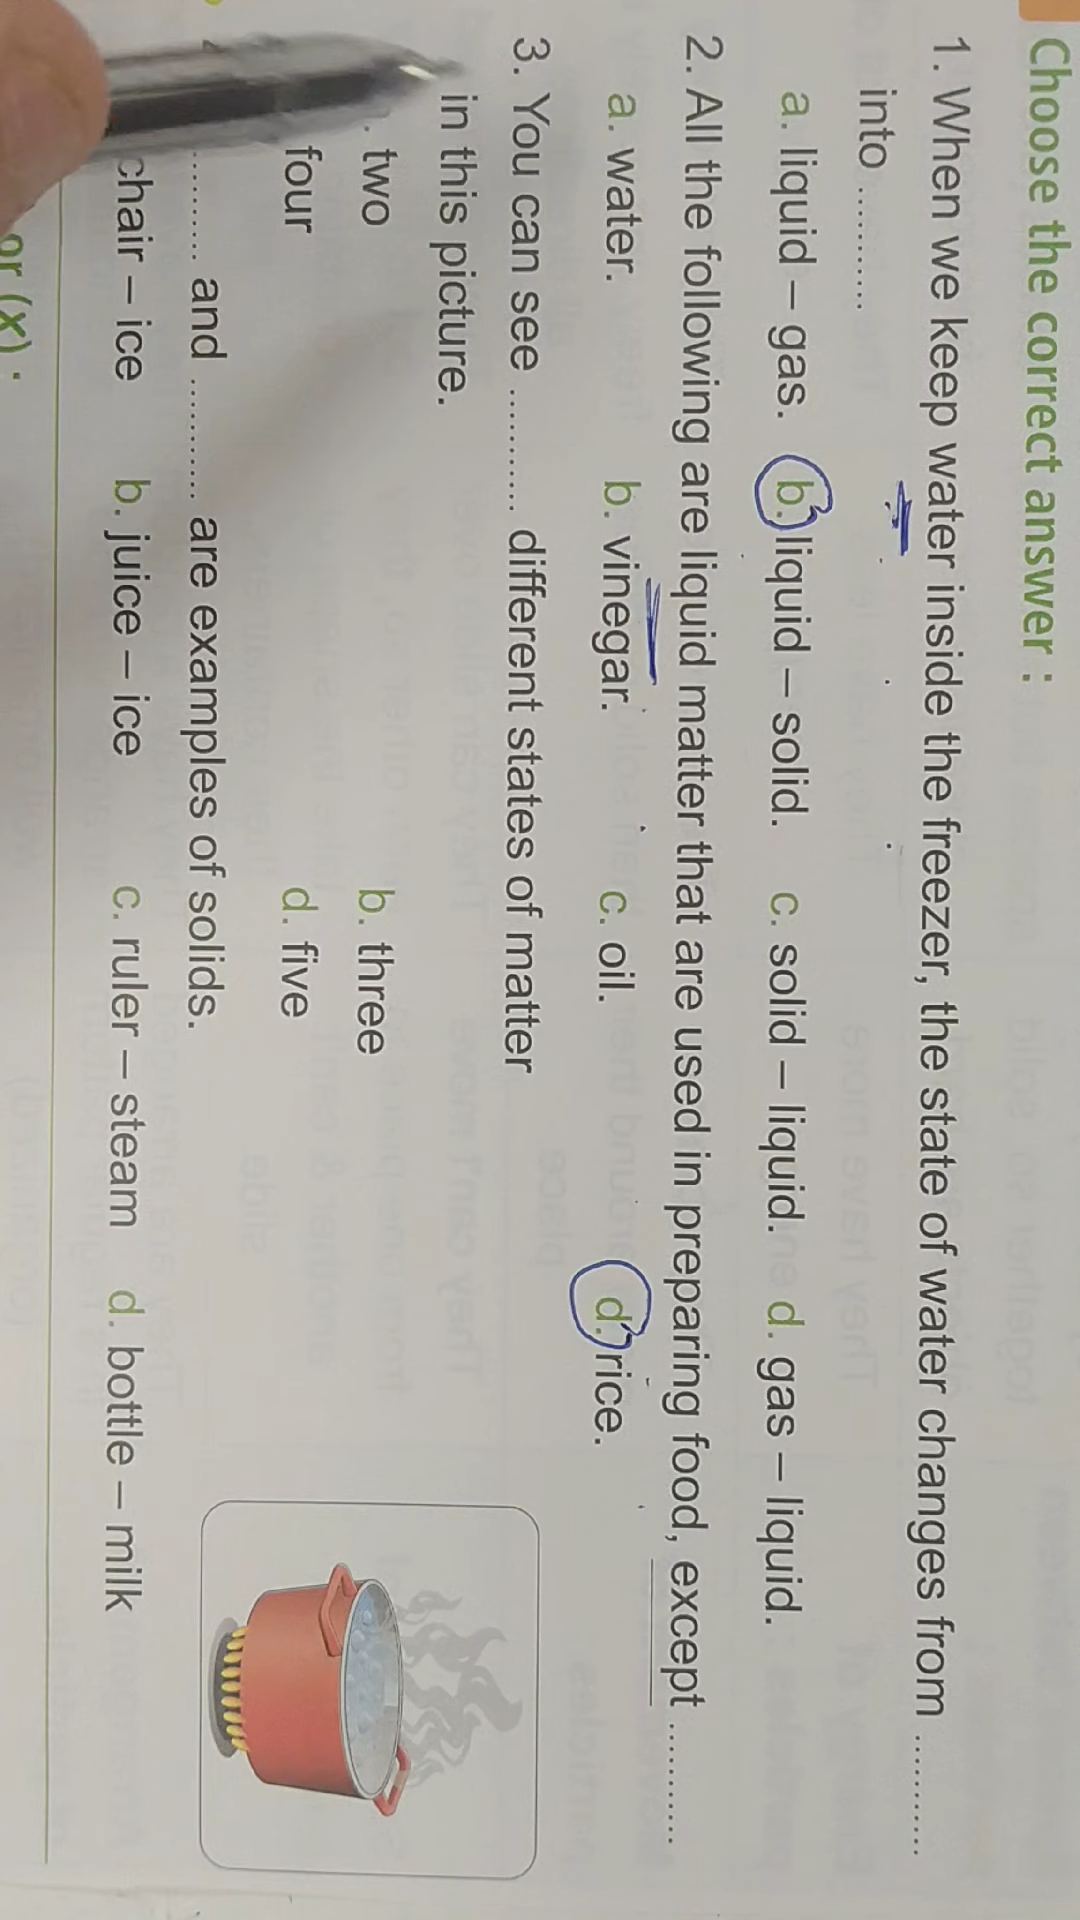 Choose the correct answer :
1. When we keep water inside the freezer, the state of water changes from ..........
into ..........
a. liquid – gas. b. liquid – solid. c. solid – liquid. d. gas – liquid.
2. All the following are liquid matter that are used in preparing food, except ..........
a. water. b. vinegar. c. oil. d. rice.
3. You can see .......... different states of matter
in this picture.
two b. three
four d. five
.......... and .......... are examples of solids.
chair – ice b. juice – ice c. ruler – steam d. bottle – milk
or (x) :